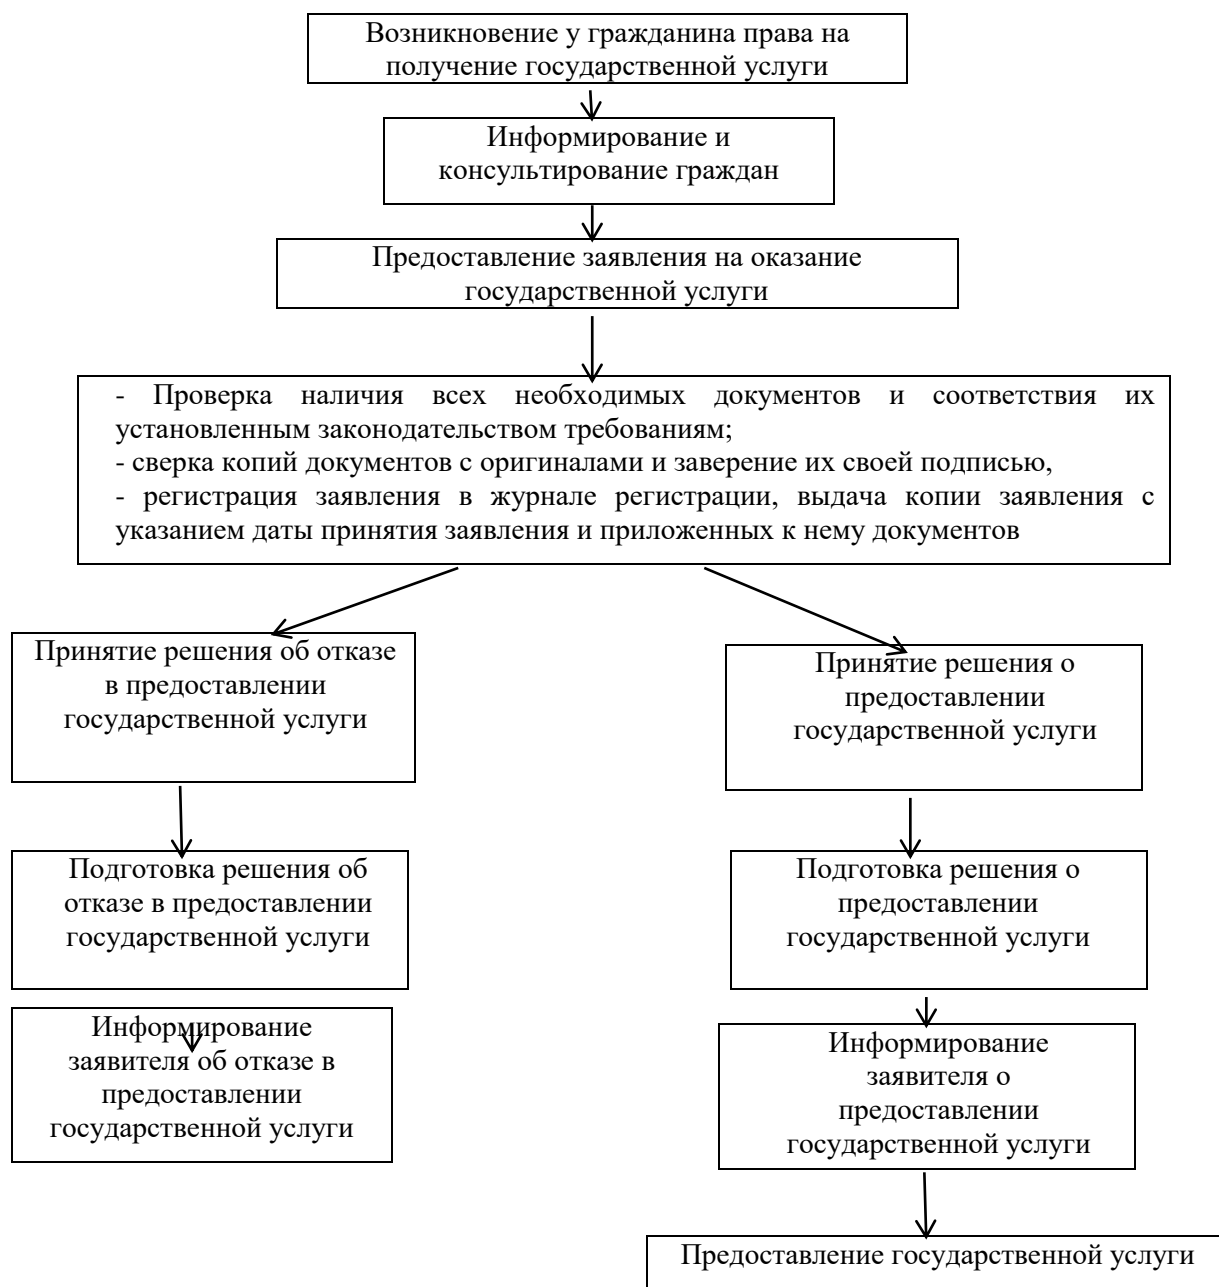 Возникновение у гражданина права на
получение государственной услуги
Информирование и
консультирование граждан
Предоставление заявления на оказание
государственной услуги
- Проверка наличия всех необходимых документов и соответствия их
установленным законодательством требованиям;
- сверка копий документов с оригиналами и заверение их своей подписью,
- регистрация заявления в журнале регистрации, выдача копии заявления с
указанием даты принятия заявления и приложенных к нему документов
Принятие решения об отказе
в предоставлении
государственной услуги
Принятие решения о
предоставлении
государственной услуги
Подготовка решения об
отказе в предоставлении
государственной услуги
Подготовка решения о
предоставлении
государственной услуги
Информирование
заявителя об отказе в
предоставлении
государственной услуги
Информирование
заявителя о
предоставлении
государственной услуги
Предоставление государственной услуги